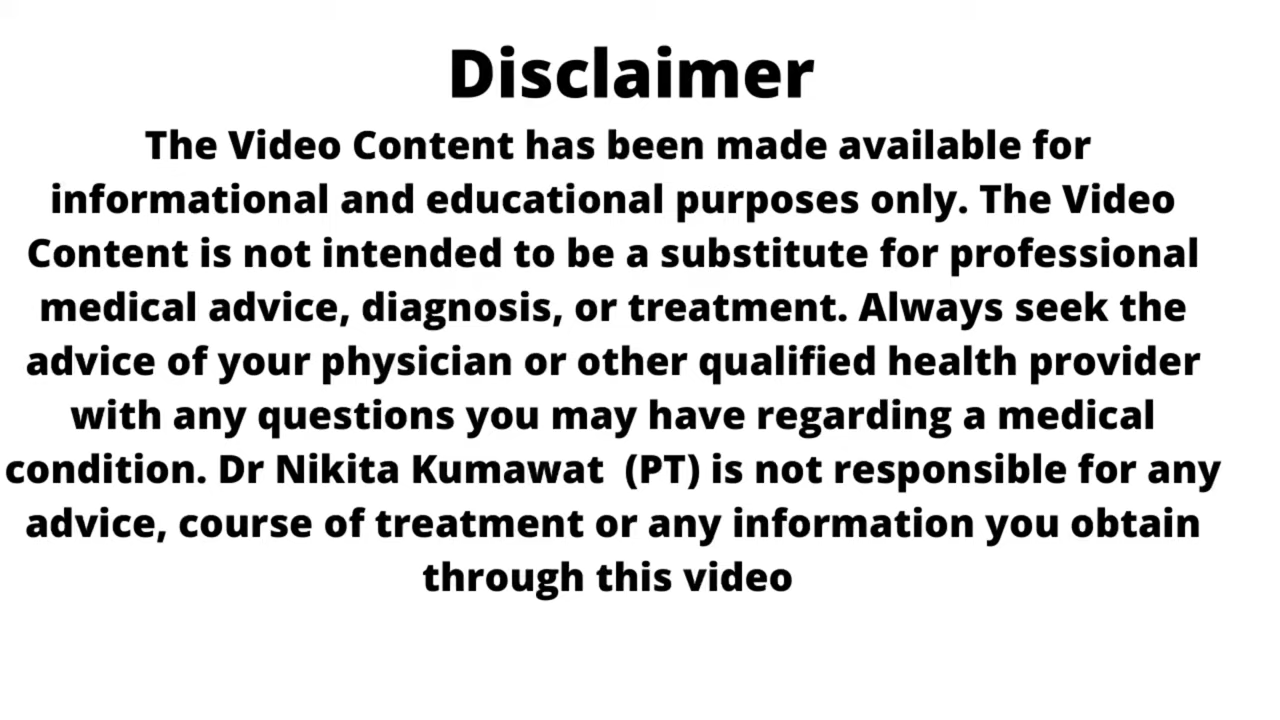 Disclaimer
The Video Content has been made available for
informational and educational purposes only. The Video
Content is not intended to be a substitute for professional
medical advice, diagnosis, or treatment. Always seek the
advice of your physician or other qualified health provider
with any questions you may have regarding a medical
condition. Dr Nikita Kumawat  (PT) is not responsible for any
advice, course of treatment or any information you obtain
through this video